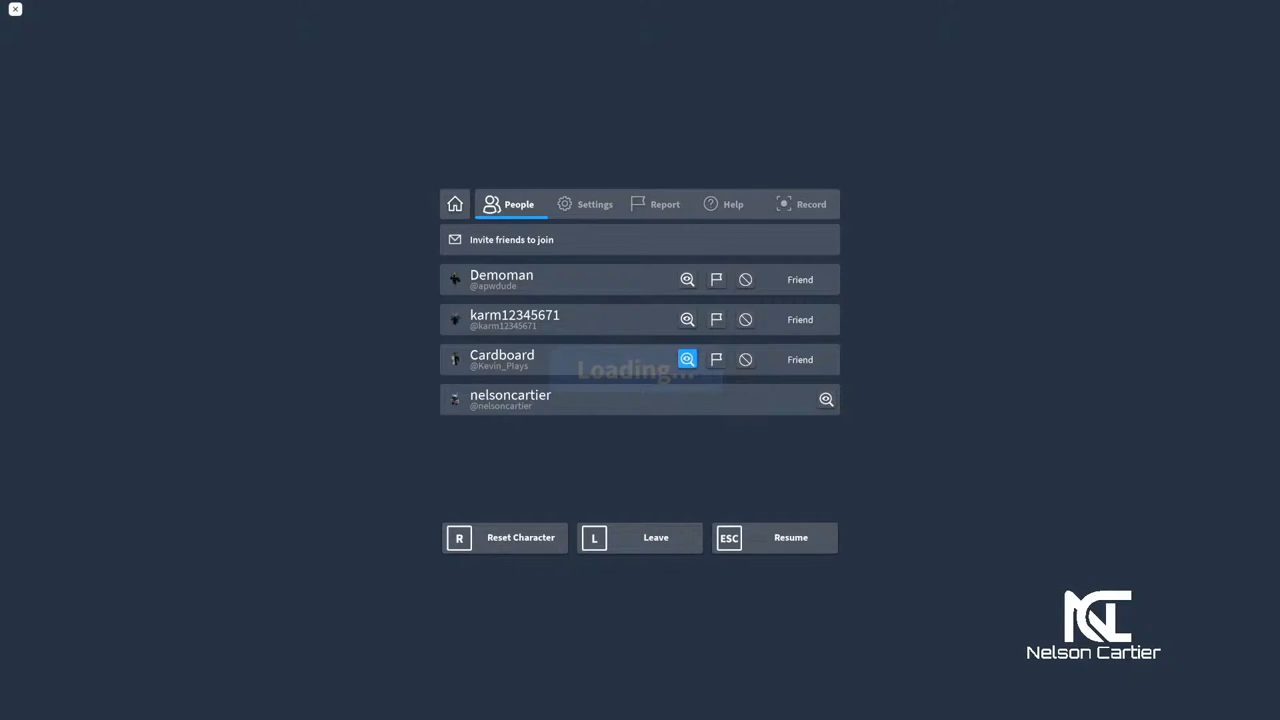 People Settings Report Help Record
Invite friends to join
Demoman
@apwdude
Friend
karm12345671
@karm12345671
Friend
Cardboard
@Kevin_Plays
Friend
Loading...
nelsoncartier
@nelsoncartier
R Reset Character L Leave ESC Resume
NC
Nelson Cartier